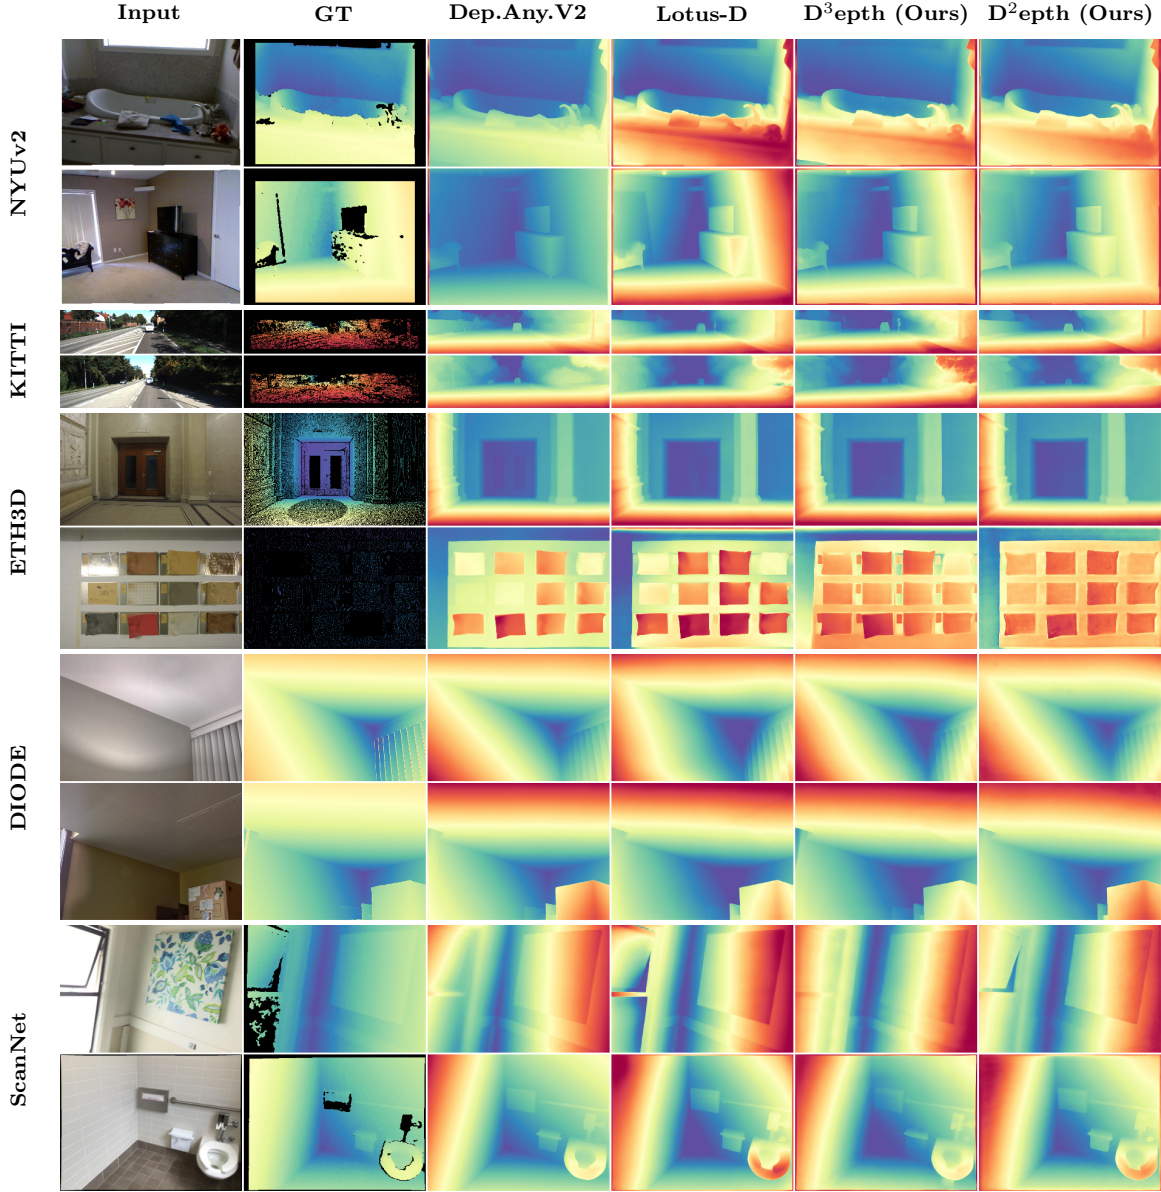 Input GT Dep.Any.V2 Lotus-D D³epth (Ours) D²epth (Ours)
NYUv2
KITTI
ETH3D
DIODE
ScanNet